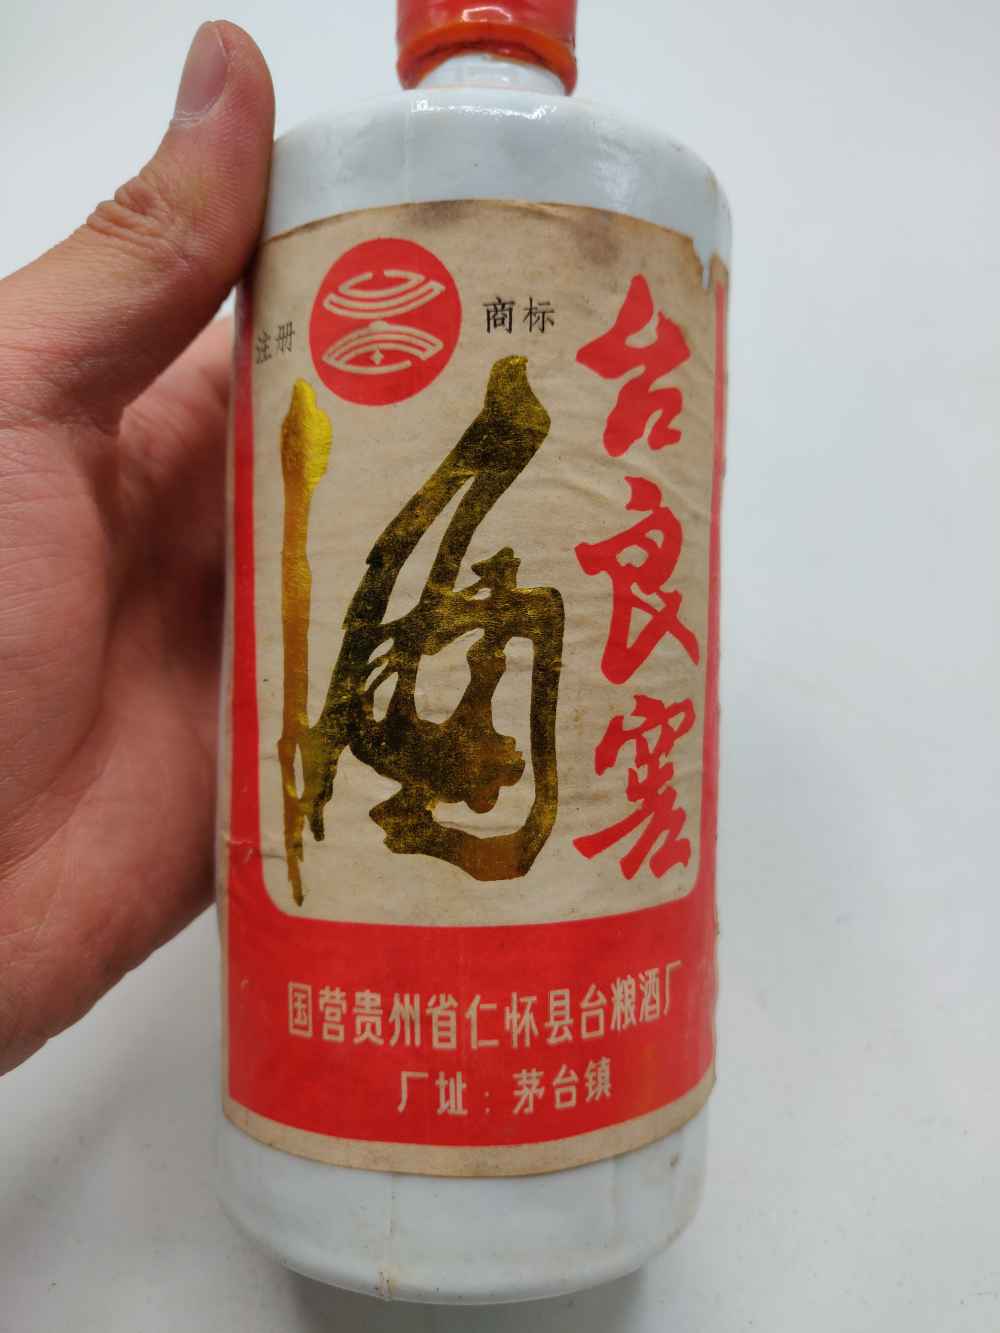 注册 商标
台良窖
酒
国营贵州省仁怀县台粮酒厂
厂址：茅台镇